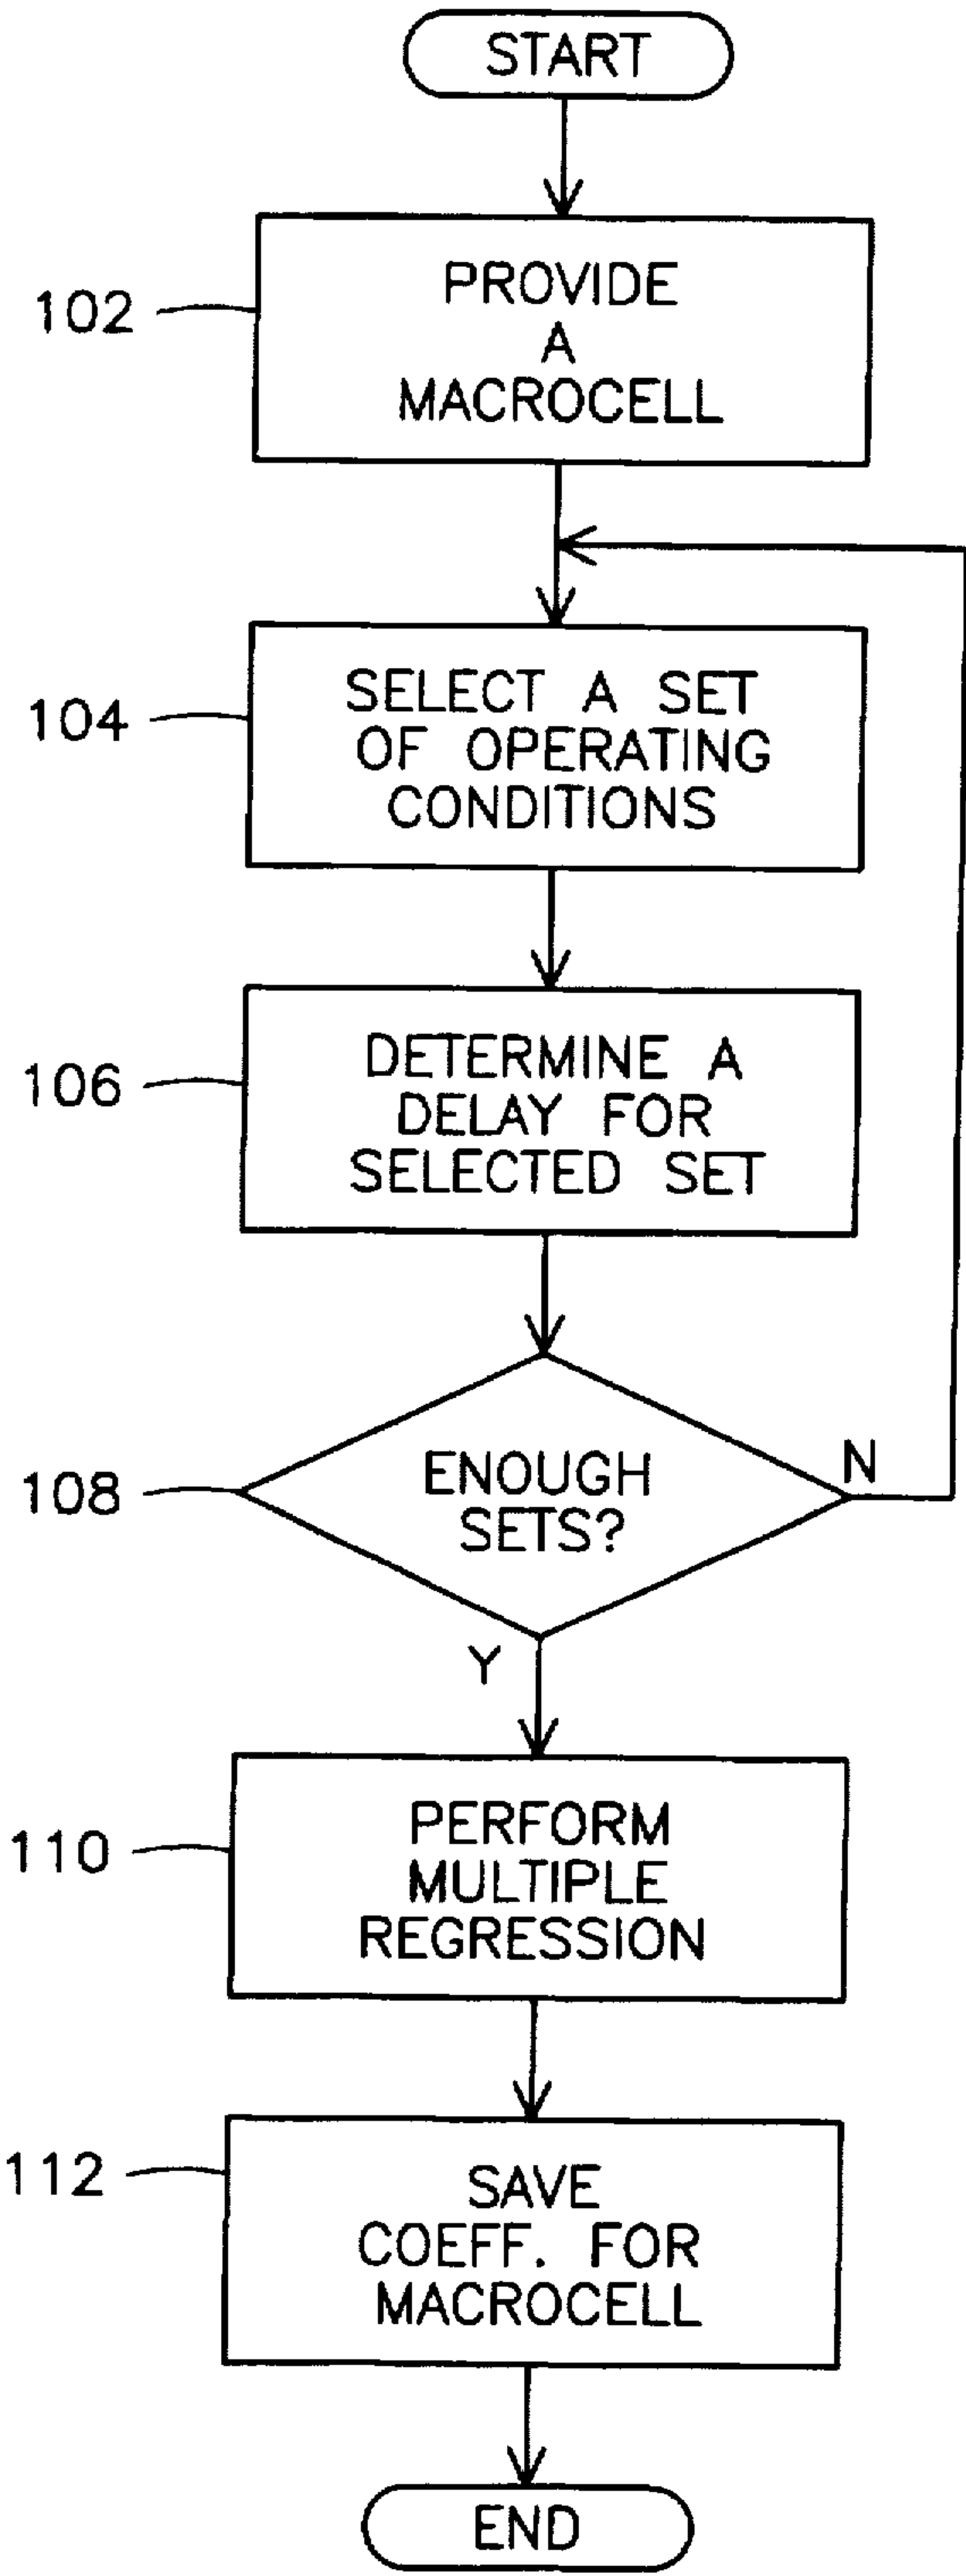 START
102
PROVIDE
A
MACROCELL
104
SELECT A SET
OF OPERATING
CONDITIONS
106
DETERMINE A
DELAY FOR
SELECTED SET
108
ENOUGH
SETS?
N
Y
110
PERFORM
MULTIPLE
REGRESSION
112
SAVE
COEFF. FOR
MACROCELL
END